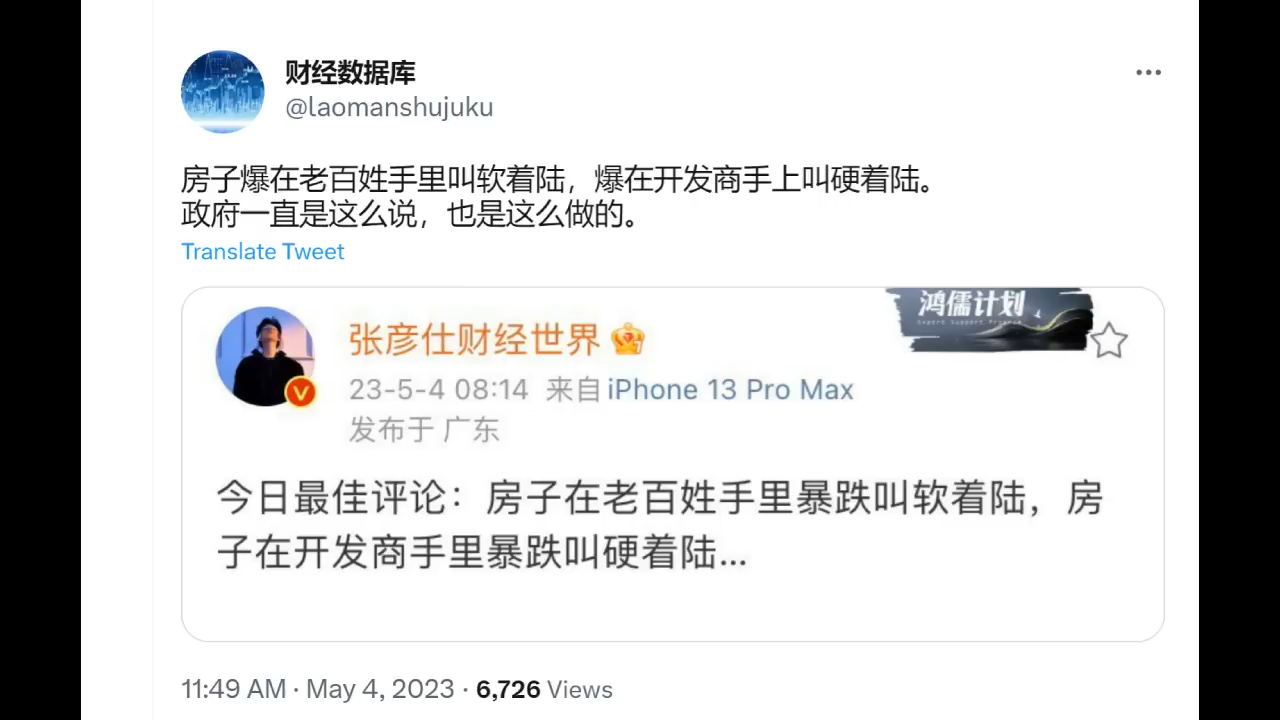 财经数据库
@laomanshujuku
房子爆在老百姓手里叫软着陆，爆在开发商手上叫硬着陆。
政府一直是这么说，也是这么做的。
Translate Tweet
鸿儒计划
张彦仕财经世界
23-5-4 08:14 来自 iPhone 13 Pro Max
发布于 广东
今日最佳评论：房子在老百姓手里暴跌叫软着陆，房
子在开发商手里暴跌叫硬着陆...
11:49 AM · May 4, 2023 · 6,726 Views